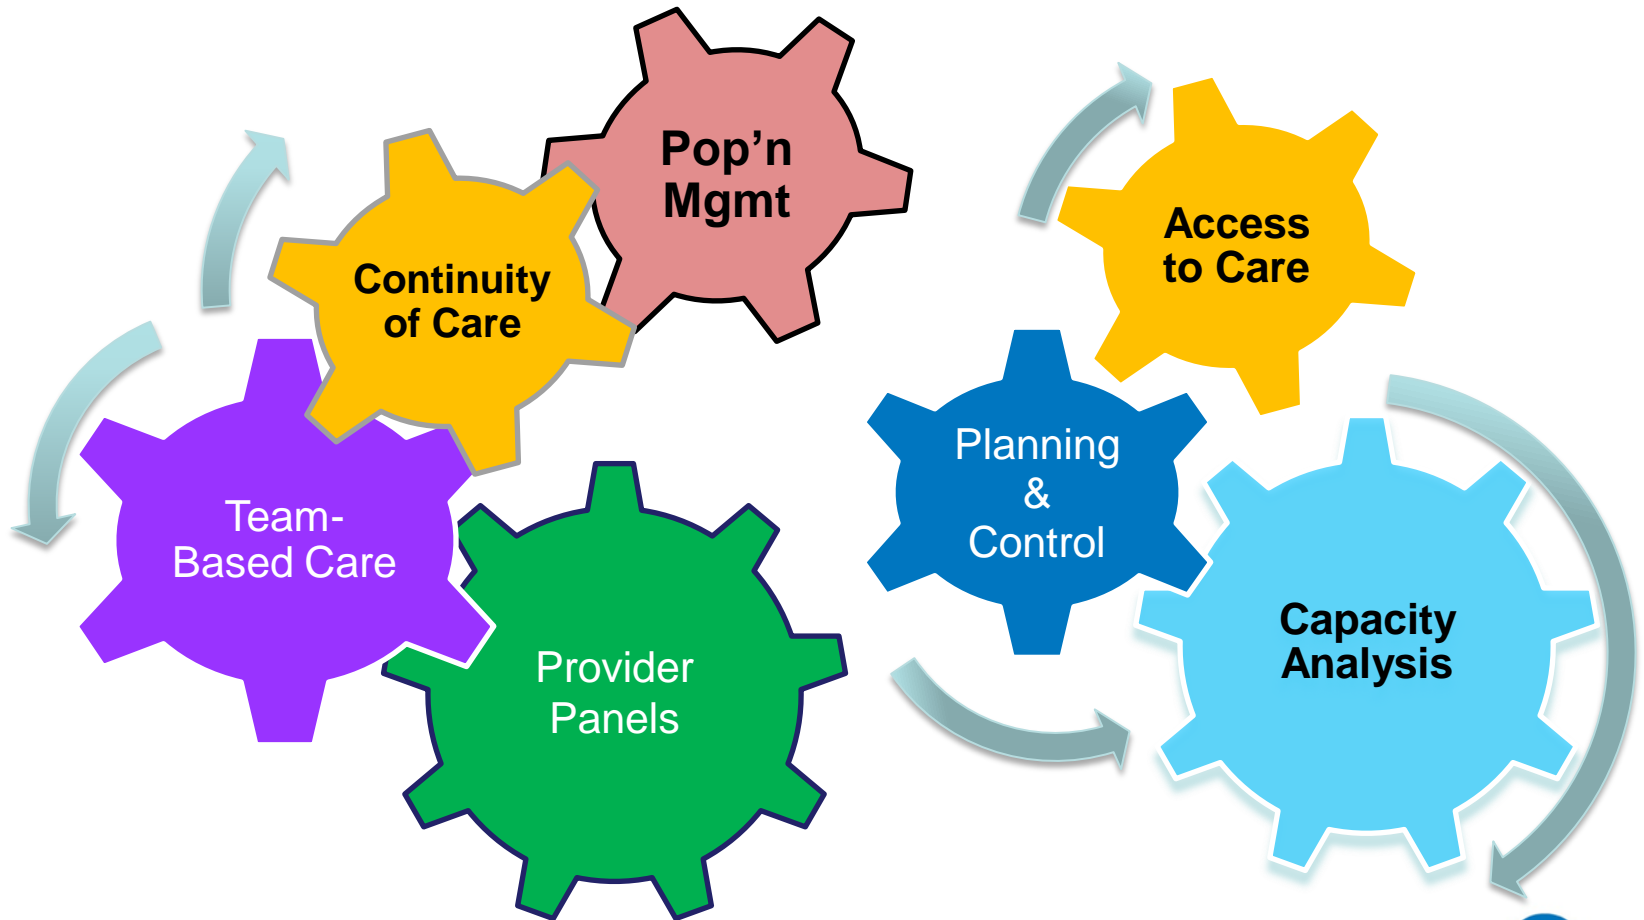 Pop’n
Mgmt
Continuity
of Care
Access
to Care
Team-
Based Care
Planning
&
Control
Provider
Panels
Capacity
Analysis